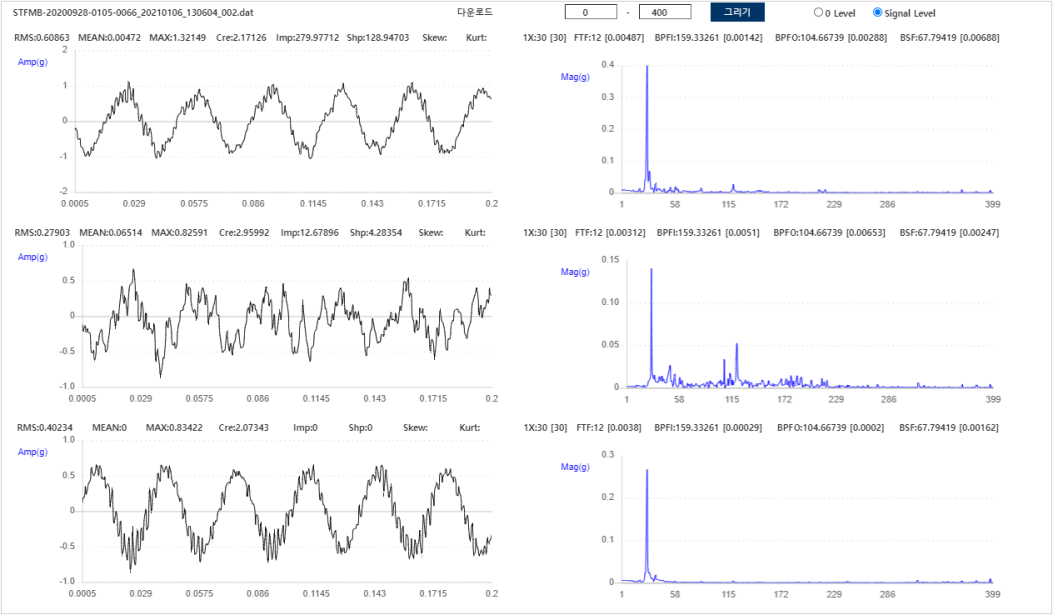 STFMB-20200928-0105-0066_20210106_130604_002.dat 다운로드 0 - 400 그리기 0 Level Signal Level
RMS:0.60863 MEAN:0.00472 MAX:1.32149 Cre:2.17126 Imp:279.97712 Shp:128.94703 Skew: Kurt:
Amp(g)
2
1
0
-1
-2
0.0005 0.029 0.0575 0.086 0.1145 0.143 0.1715 0.2
1X:30 [30] FTF:12 [0.00487] BPFI:159.33261 [0.00142] BPFO:104.66739 [0.00288] BSF:67.79419 [0.00688]
Mag(g)
0.4
0.3
0.2
0.1
0
1 58 115 172 229 286 399
RMS:0.27903 MEAN:0.06514 MAX:0.82591 Cre:2.95992 Imp:12.67896 Shp:4.28354 Skew: Kurt:
Amp(g)
1.0
0.5
0
-0.5
-1.0
0.0005 0.029 0.0575 0.086 0.1145 0.143 0.1715 0.2
1X:30 [30] FTF:12 [0.00312] BPFI:159.33261 [0.0051] BPFO:104.66739 [0.00653] BSF:67.79419 [0.00247]
Mag(g)
0.15
0.10
0.05
0
1 58 115 172 229 286 399
RMS:0.40234 MEAN:0 MAX:0.83422 Cre:2.07343 Imp:0 Shp:0 Skew: Kurt:
Amp(g)
1.0
0.5
0
-0.5
-1.0
0.0005 0.029 0.0575 0.086 0.1145 0.143 0.1715 0.2
1X:30 [30] FTF:12 [0.0038] BPFI:159.33261 [0.00029] BPFO:104.66739 [0.0002] BSF:67.79419 [0.00162]
Mag(g)
0.3
0.2
0.1
0
1 58 115 172 229 286 399